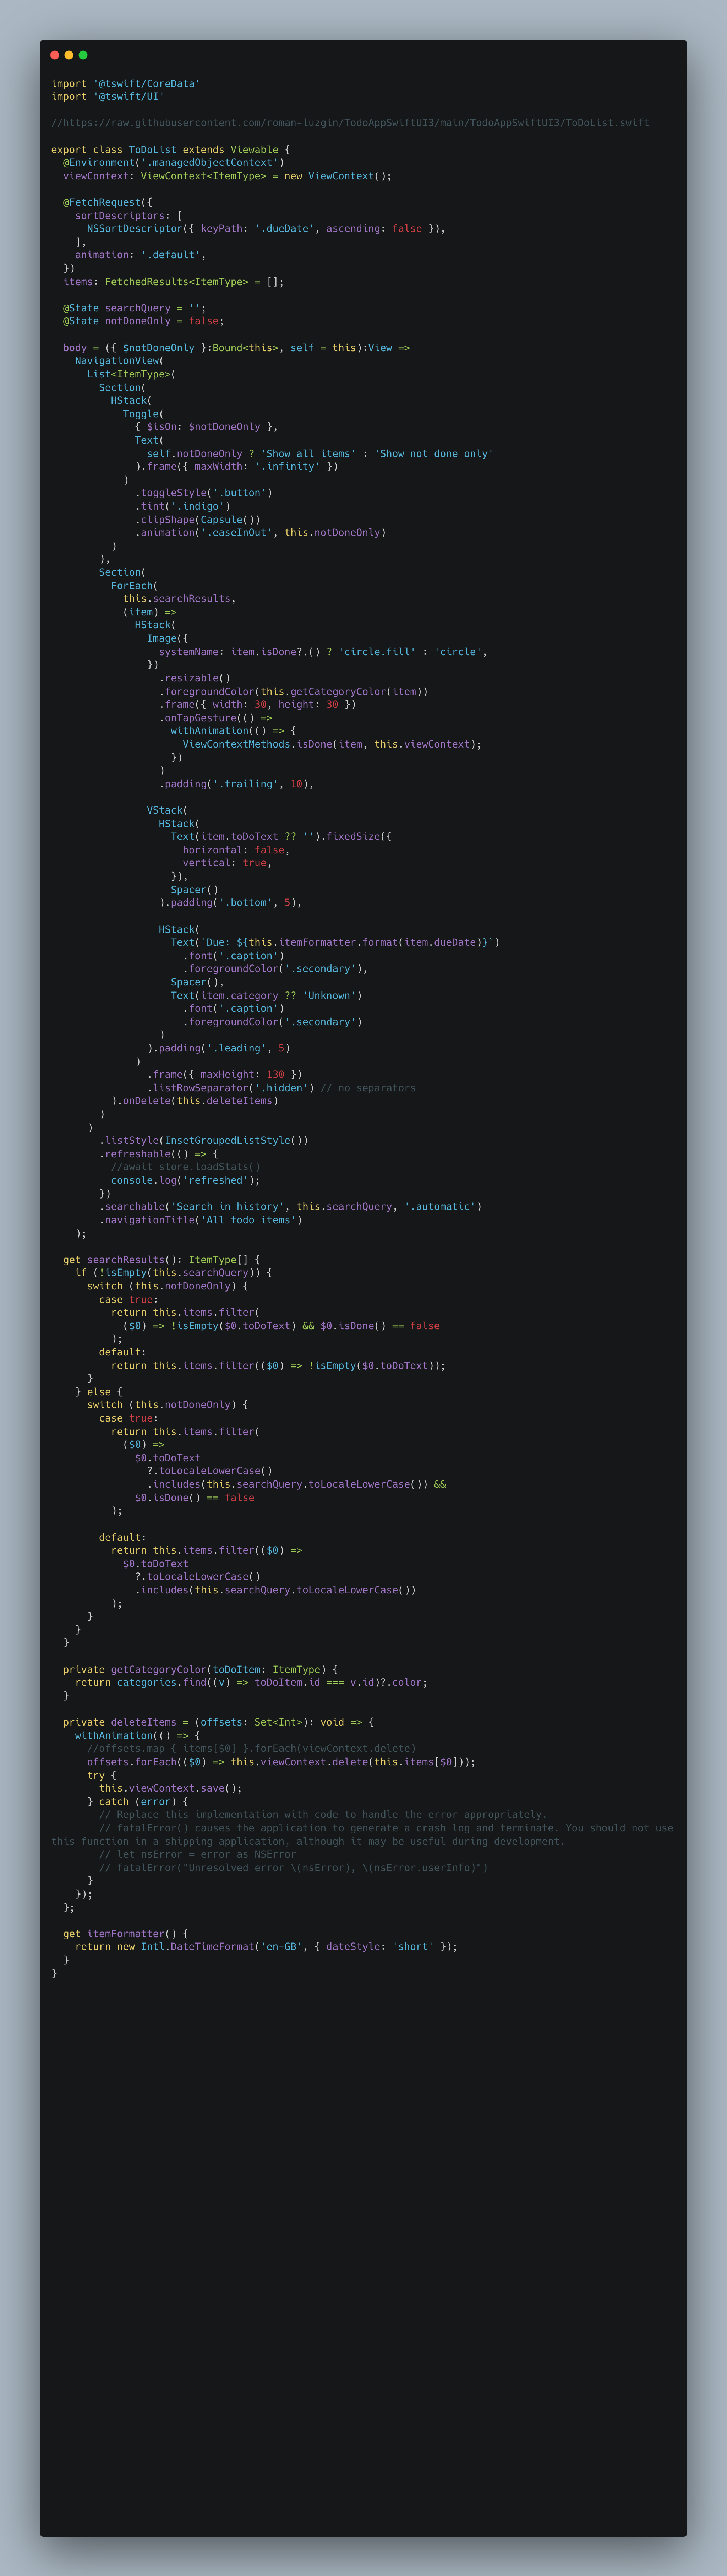 import '@tswift/CoreData'
import '@tswift/UI'

//https://raw.githubusercontent.com/roman-luzgin/TodoAppSwiftUI3/main/TodoAppSwiftUI3/ToDoList.swift

export class ToDoList extends Viewable {
  @Environment('.managedObjectContext')
  viewContext: ViewContext<ItemType> = new ViewContext();

  @FetchRequest({
    sortDescriptors: [
      NSSortDescriptor({ keyPath: '.dueDate', ascending: false }),
    ],
    animation: '.default',
  })
  items: FetchedResults<ItemType> = [];

  @State searchQuery = '';
  @State notDoneOnly = false;

  body = ({ $notDoneOnly }:Bound<this>, self = this):View =>
    NavigationView(
      List<ItemType>(
        Section(
          HStack(
            Toggle(
              { $isOn: $notDoneOnly },
              Text(
                self.notDoneOnly ? 'Show all items' : 'Show not done only'
              ).frame({ maxWidth: '.infinity' })
            )
              .toggleStyle('.button')
              .tint('.indigo')
              .clipShape(Capsule())
              .animation('.easeInOut', this.notDoneOnly)
          )
        ),
        Section(
          ForEach(
            this.searchResults,
            (item) =>
              HStack(
                Image({
                  systemName: item.isDone?.() ? 'circle.fill' : 'circle',
                })
                  .resizable()
                  .foregroundColor(this.getCategoryColor(item))
                  .frame({ width: 30, height: 30 })
                  .onTapGesture(() =>
                    withAnimation(() => {
                      ViewContextMethods.isDone(item, this.viewContext);
                    })
                  )
                  .padding('.trailing', 10),

                VStack(
                  HStack(
                    Text(item.toDoText ?? '').fixedSize({
                      horizontal: false,
                      vertical: true,
                    }),
                    Spacer()
                  ).padding('.bottom', 5),

                  HStack(
                    Text(`Due: ${this.itemFormatter.format(item.dueDate)}`)
                      .font('.caption')
                      .foregroundColor('.secondary'),
                    Spacer(),
                    Text(item.category ?? 'Unknown')
                      .font('.caption')
                      .foregroundColor('.secondary')
                  )
                ).padding('.leading', 5)
              )
                .frame({ maxHeight: 130 })
                .listRowSeparator('.hidden') // no separators
          ).onDelete(this.deleteItems)
        )
      )
        .listStyle(InsetGroupedListStyle())
        .refreshable(() => {
          //await store.loadStats()
          console.log('refreshed');
        })
        .searchable('Search in history', this.searchQuery, '.automatic')
        .navigationTitle('All todo items')
    );

  get searchResults(): ItemType[] {
    if (!isEmpty(this.searchQuery)) {
      switch (this.notDoneOnly) {
        case true:
          return this.items.filter(
            ($0) => !isEmpty($0.toDoText) && $0.isDone() == false
          );
        default:
          return this.items.filter(($0) => !isEmpty($0.toDoText));
      }
    } else {
      switch (this.notDoneOnly) {
        case true:
          return this.items.filter(
            ($0) =>
              $0.toDoText
                ?.toLocaleLowerCase()
                .includes(this.searchQuery.toLocaleLowerCase()) &&
              $0.isDone() == false
          );

        default:
          return this.items.filter(($0) =>
            $0.toDoText
              ?.toLocaleLowerCase()
              .includes(this.searchQuery.toLocaleLowerCase())
          );
      }
    }
  }

  private getCategoryColor(toDoItem: ItemType) {
    return categories.find((v) => toDoItem.id === v.id)?.color;
  }

  private deleteItems = (offsets: Set<Int>): void => {
    withAnimation(() => {
      //offsets.map { items[$0] }.forEach(viewContext.delete)
      offsets.forEach(($0) => this.viewContext.delete(this.items[$0]));
      try {
        this.viewContext.save();
      } catch (error) {
        // Replace this implementation with code to handle the error appropriately.
        // fatalError() causes the application to generate a crash log and terminate. You should not use
this function in a shipping application, although it may be useful during development.
        // let nsError = error as NSError
        // fatalError("Unresolved error \(nsError), \(nsError.userInfo)")
      }
    });
  };

  get itemFormatter() {
    return new Intl.DateTimeFormat('en-GB', { dateStyle: 'short' });
  }
}